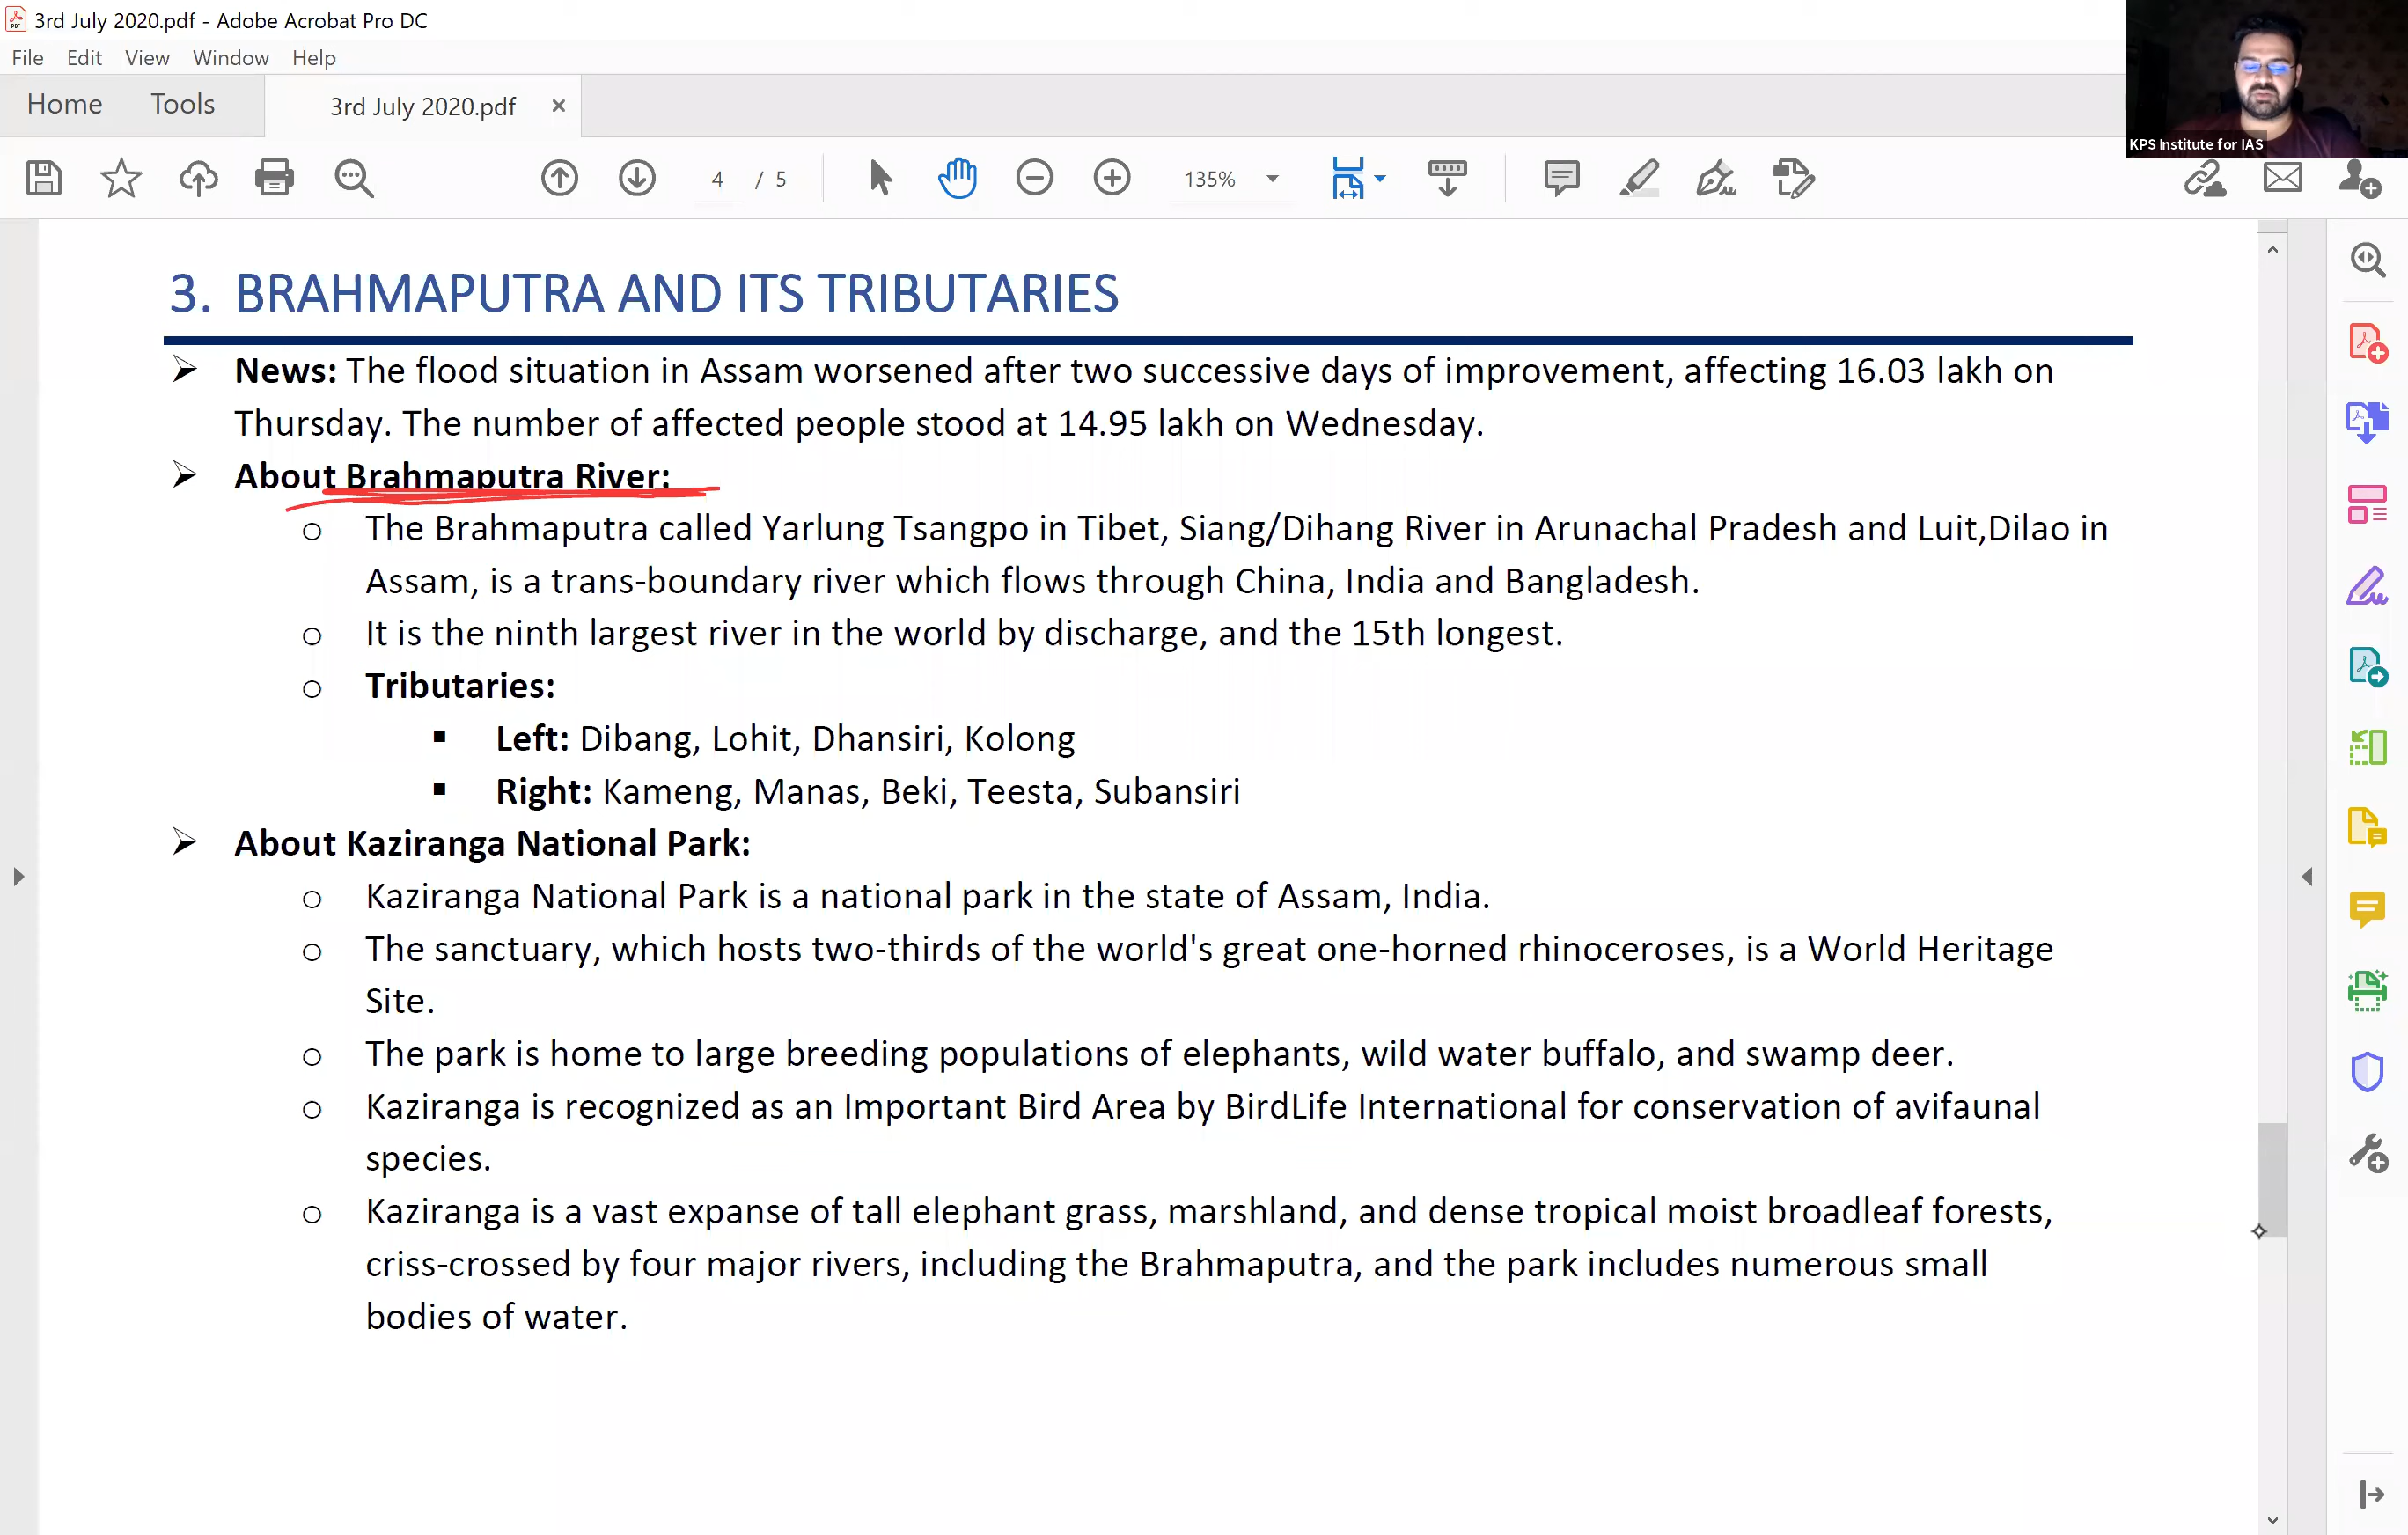 3rd July 2020.pdf - Adobe Acrobat Pro DC
File Edit View Window Help
Home Tools 3rd July 2020.pdf ×
4 / 5 135%
KPS Institute for IAS
3. BRAHMAPUTRA AND ITS TRIBUTARIES
➢ News: The flood situation in Assam worsened after two successive days of improvement, affecting 16.03 lakh on
Thursday. The number of affected people stood at 14.95 lakh on Wednesday.
➢ About Brahmaputra River:
o The Brahmaputra called Yarlung Tsangpo in Tibet, Siang/Dihang River in Arunachal Pradesh and Luit,Dilao in
Assam, is a trans-boundary river which flows through China, India and Bangladesh.
o It is the ninth largest river in the world by discharge, and the 15th longest.
o Tributaries:
▪ Left: Dibang, Lohit, Dhansiri, Kolong
▪ Right: Kameng, Manas, Beki, Teesta, Subansiri
➢ About Kaziranga National Park:
o Kaziranga National Park is a national park in the state of Assam, India.
o The sanctuary, which hosts two-thirds of the world's great one-horned rhinoceroses, is a World Heritage
Site.
o The park is home to large breeding populations of elephants, wild water buffalo, and swamp deer.
o Kaziranga is recognized as an Important Bird Area by BirdLife International for conservation of avifaunal
species.
o Kaziranga is a vast expanse of tall elephant grass, marshland, and dense tropical moist broadleaf forests,
criss-crossed by four major rivers, including the Brahmaputra, and the park includes numerous small
bodies of water.